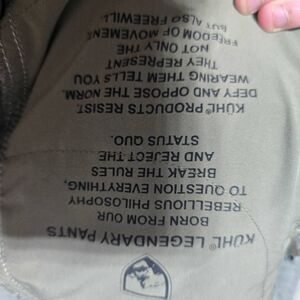 KÜHL® LEGENDARY PANTS
BORN FROM OUR
REBELLIOUS PHILOSOPHY
TO QUESTION EVERYTHING,
BREAK THE RULES
AND REJECT THE
STATUS QUO.
KÜHL® PRODUCTS RESIST,
DEFY AND OPPOSE THE NORM.
WEARING THEM TELLS YOU
THEY REPRESENT
NOT ONLY THE
FREEDOM OF MOVEMENT
BUT ALSO FREEWILL